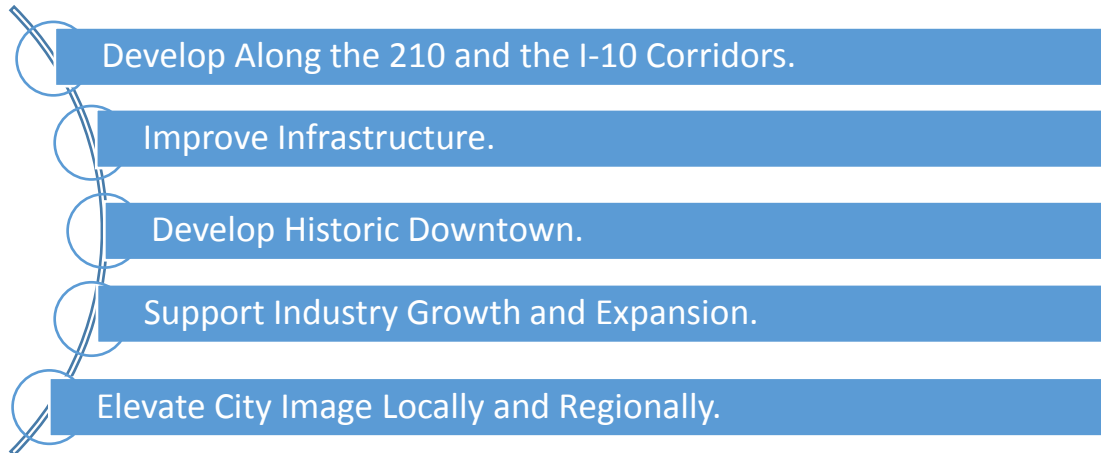 Develop Along the 210 and the I-10 Corridors.
Improve Infrastructure.
Develop Historic Downtown.
Support Industry Growth and Expansion.
Elevate City Image Locally and Regionally.